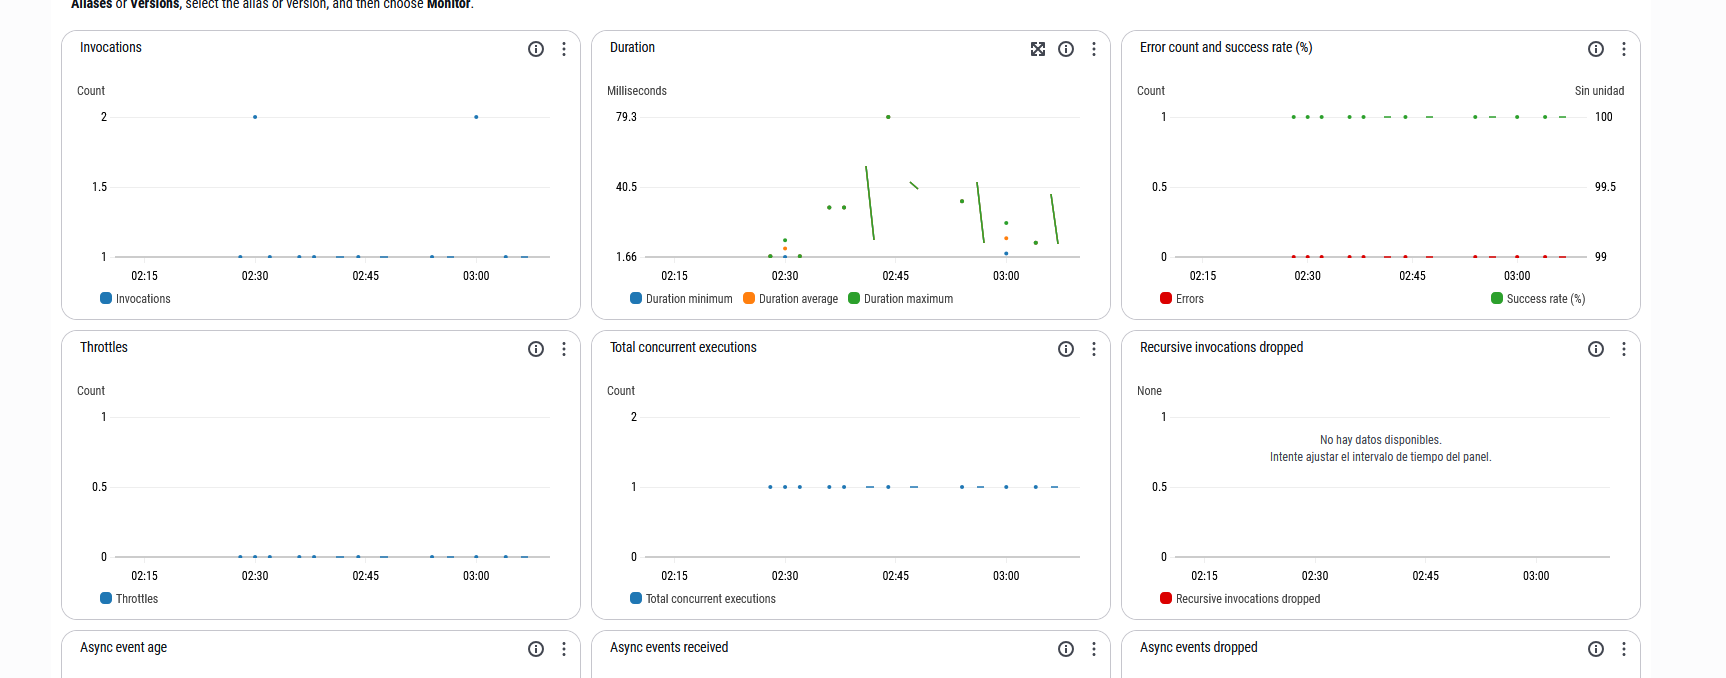 Aliases or Versions, select the alias or version, and then choose Monitor.
Invocations
Count
2
1.5
1
02:15 02:30 02:45 03:00
Invocations
Duration
Milliseconds
79.3
40.5
1.66
02:15 02:30 02:45 03:00
Duration minimum Duration average Duration maximum
Error count and success rate (%)
Count Sin unidad
1 100
0.5 99.5
0 99
02:15 02:30 02:45 03:00
Errors Success rate (%)
Throttles
Count
1
0.5
0
02:15 02:30 02:45 03:00
Throttles
Total concurrent executions
Count
2
1
0
02:15 02:30 02:45 03:00
Total concurrent executions
Recursive invocations dropped
None
1
No hay datos disponibles.
Intente ajustar el intervalo de tiempo del panel.
0.5
0
02:15 02:30 02:45 03:00
Recursive invocations dropped
Async event age
Async events received
Async events dropped